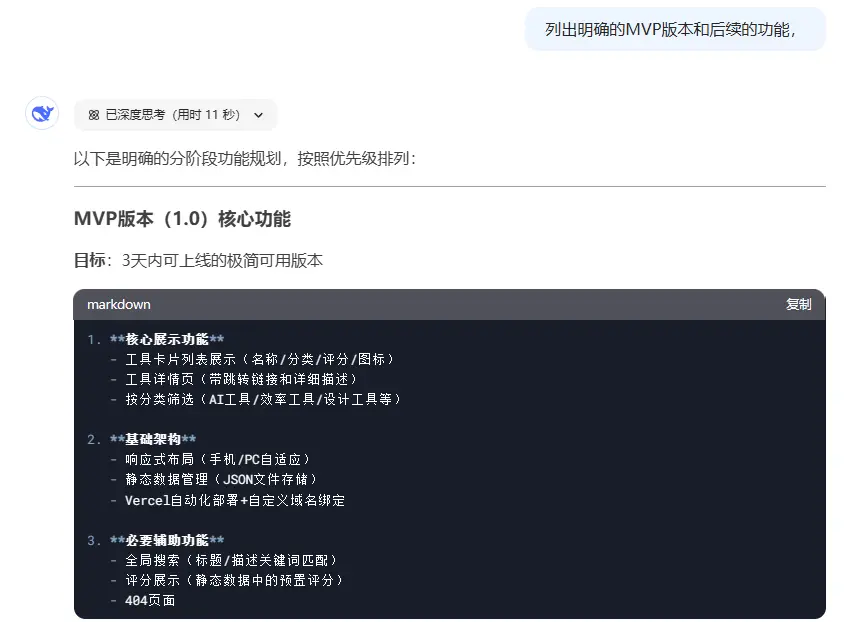 列出明确的MVP版本和后续的功能,
已深度思考（用时 11 秒）
以下是明确的分阶段功能规划，按照优先级排列：
MVP版本（1.0）核心功能
目标：3天内可上线的极简可用版本
markdown 复制
1. **核心展示功能**
- 工具卡片列表展示（名称/分类/评分/图标）
- 工具详情页（带跳转链接和详细描述）
- 按分类筛选（AI工具/效率工具/设计工具等）
2. **基础架构**
- 响应式布局（手机/PC自适应）
- 静态数据管理（JSON文件存储）
- Vercel自动化部署+自定义域名绑定
3. **必要辅助功能**
- 全局搜索（标题/描述关键词匹配）
- 评分展示（静态数据中的预置评分）
- 404页面